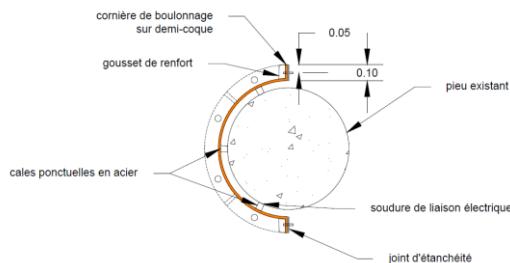 cornière de boulonnage
sur demi-coque
0.05
gousset de renfort
0.10
pieu existant
cales ponctuelles en acier
soudure de liaison électrique
joint d'étanchéité